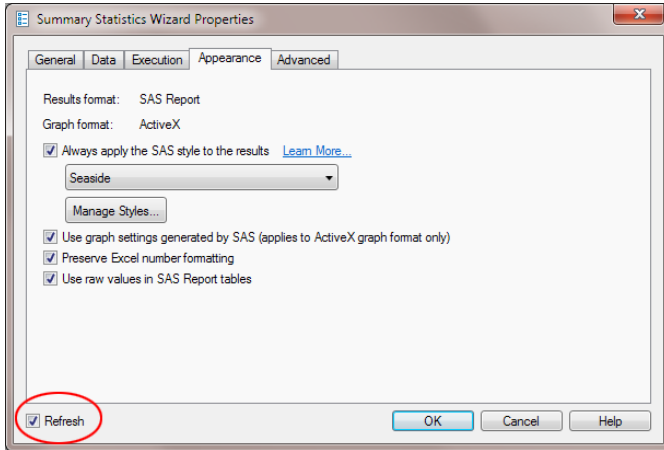 Summary Statistics Wizard Properties
General Data Execution Appearance Advanced
Results format: SAS Report
Graph format: ActiveX
Always apply the SAS style to the results Learn More...
Seaside
Manage Styles...
Use graph settings generated by SAS (applies to ActiveX graph format only)
Preserve Excel number formatting
Use raw values in SAS Report tables
Refresh OK Cancel Help